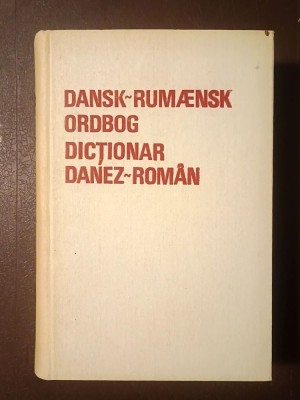 DANSK~RUMÆNSK
ORDBOG
DICȚIONAR
DANEZ~ROMÂN